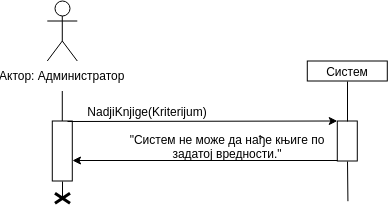 Актор: Администратор
Систем
NadjiKnjige(Kriterijum)
"Систем не може да нађе књиге по
задатој вредности."